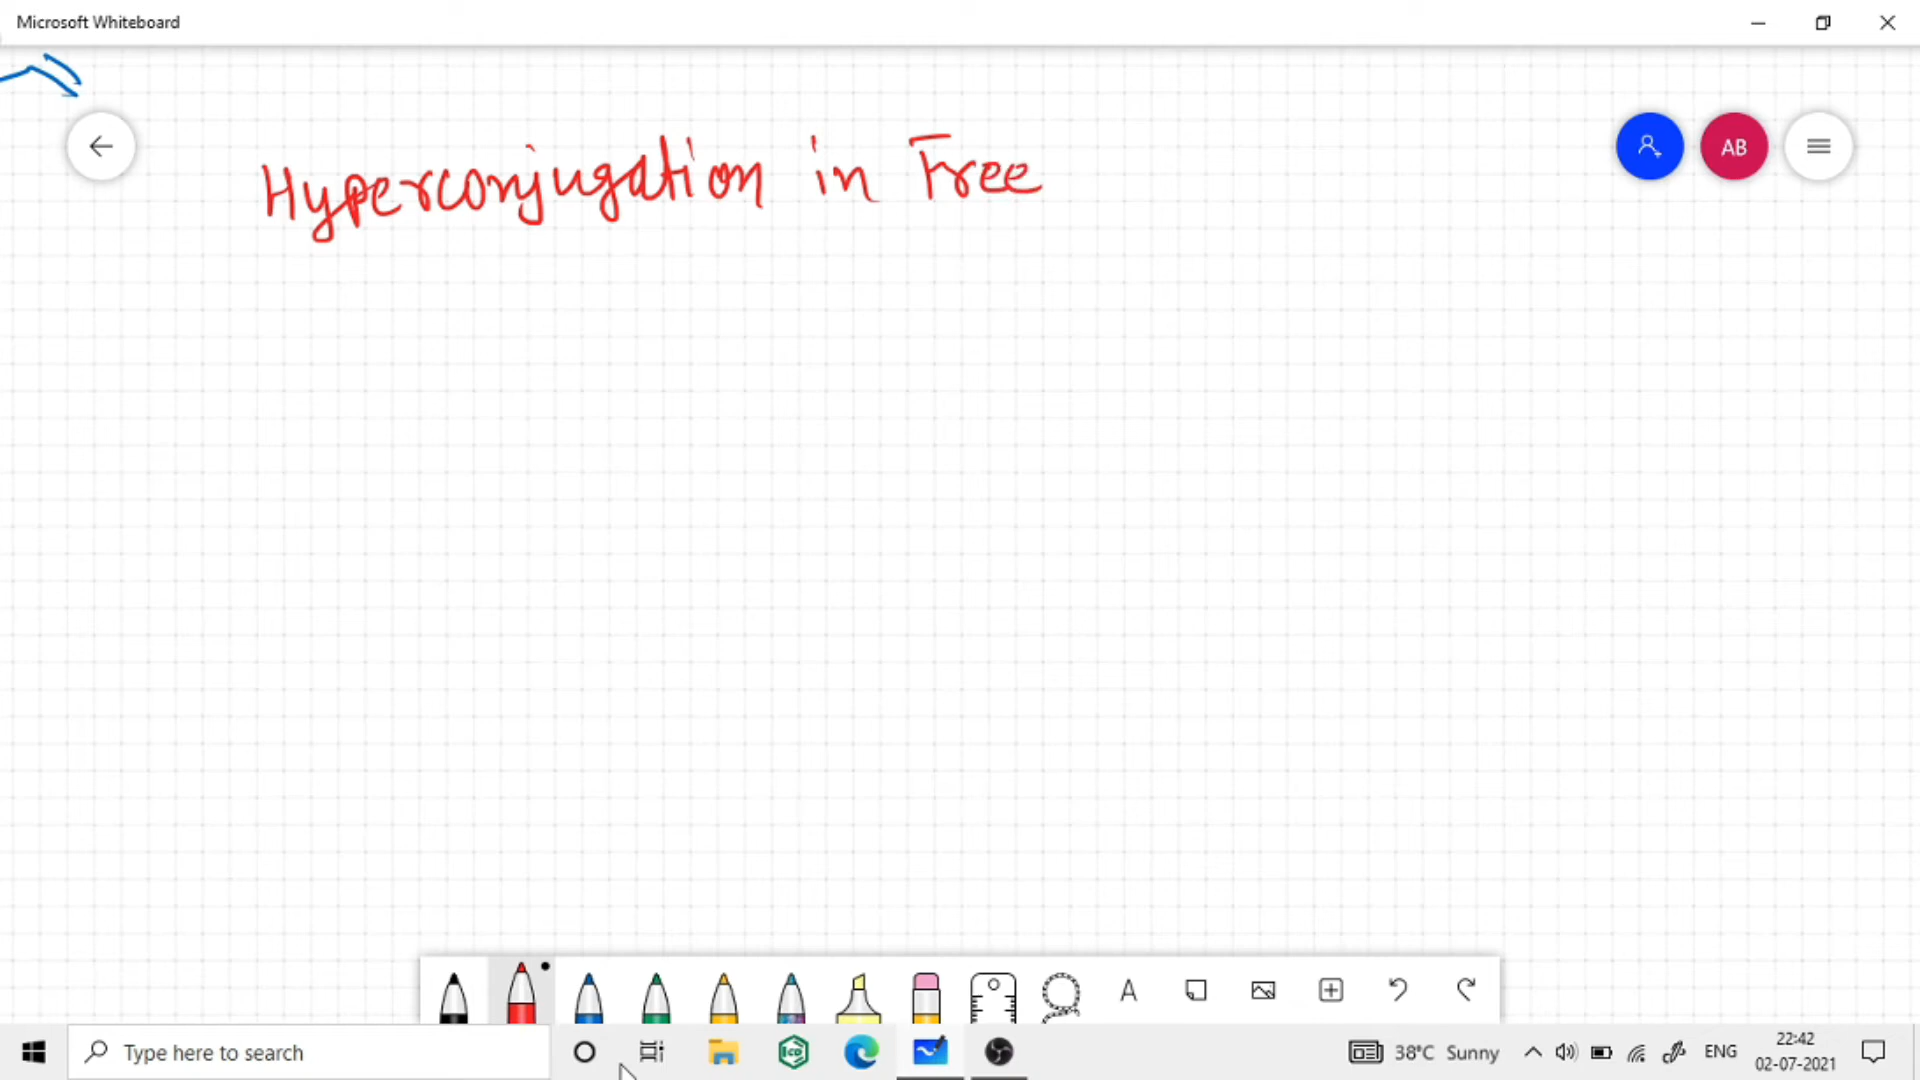 Microsoft Whiteboard
Hyperconjugation in Free
AB
A
Type here to search
38°C Sunny
ENG
22:42
02-07-2021